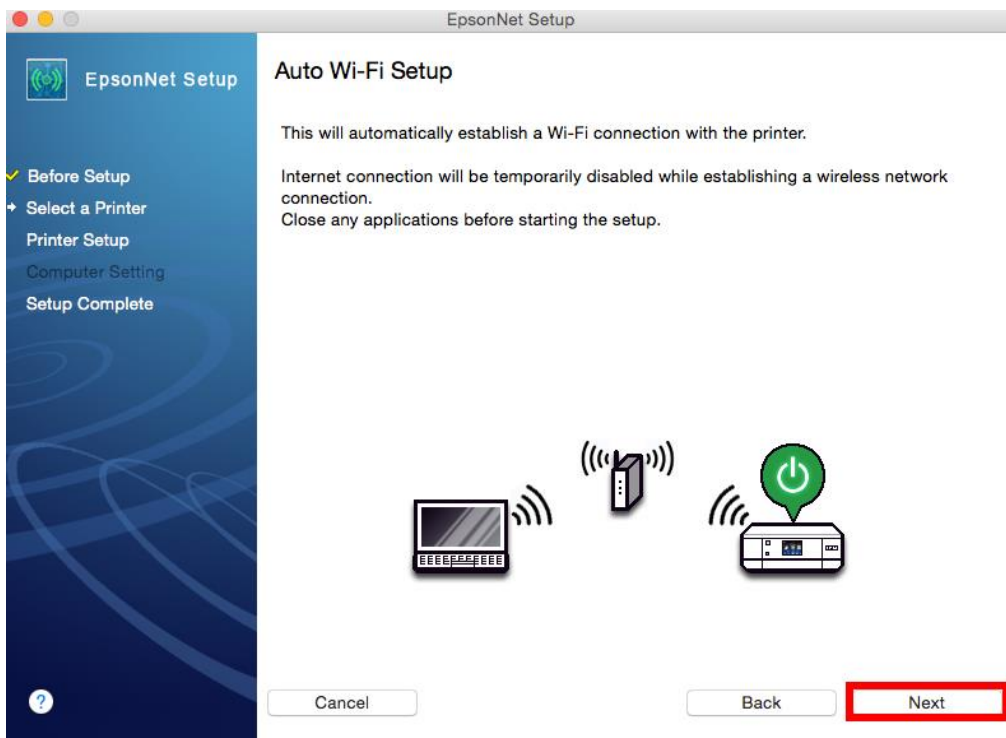 EpsonNet Setup
EpsonNet Setup
Before Setup
Select a Printer
Printer Setup
Computer Setting
Setup Complete
Auto Wi-Fi Setup
This will automatically establish a Wi-Fi connection with the printer.
Internet connection will be temporarily disabled while establishing a wireless network
connection.
Close any applications before starting the setup.
?
Cancel
Back
Next